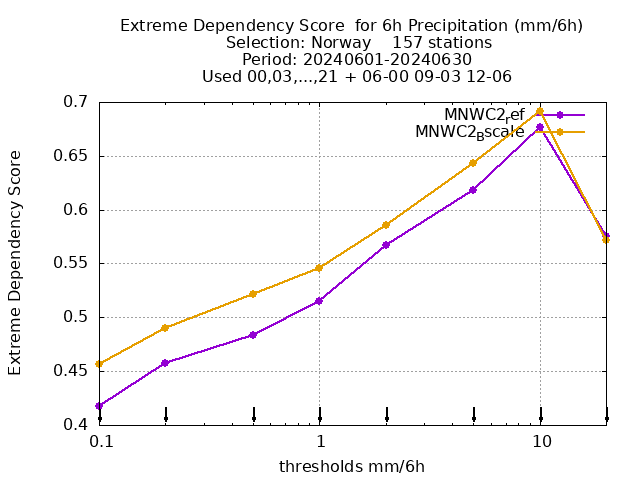 Extreme Dependency Score  for 6h Precipitation (mm/6h)
Selection: Norway    157 stations
Period: 20240601-20240630
Used 00,03,...,21 + 06-00 09-03 12-06
MNWC2_ref
MNWC2_Bscale
Extreme Dependency Score
0.7
0.65
0.6
0.55
0.5
0.45
0.4
0.1
1
10
thresholds mm/6h